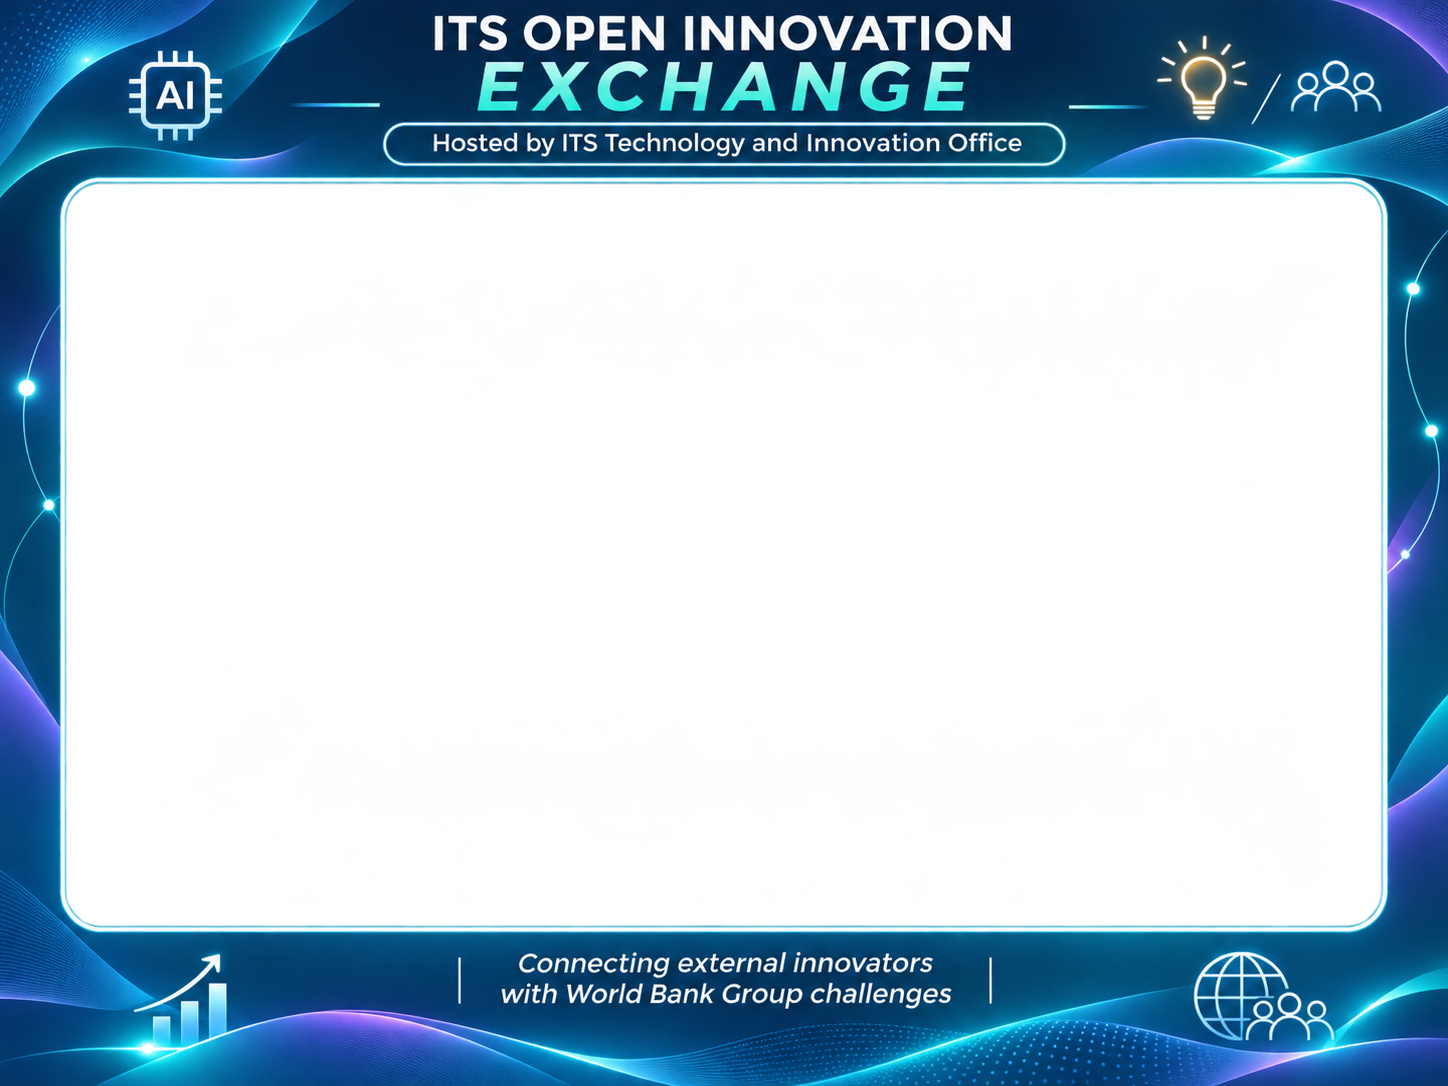 ITS OPEN INNOVATION
EXCHANGE
AI
Hosted by ITS Technology and Innovation Office
Connecting external innovators
with World Bank Group challenges